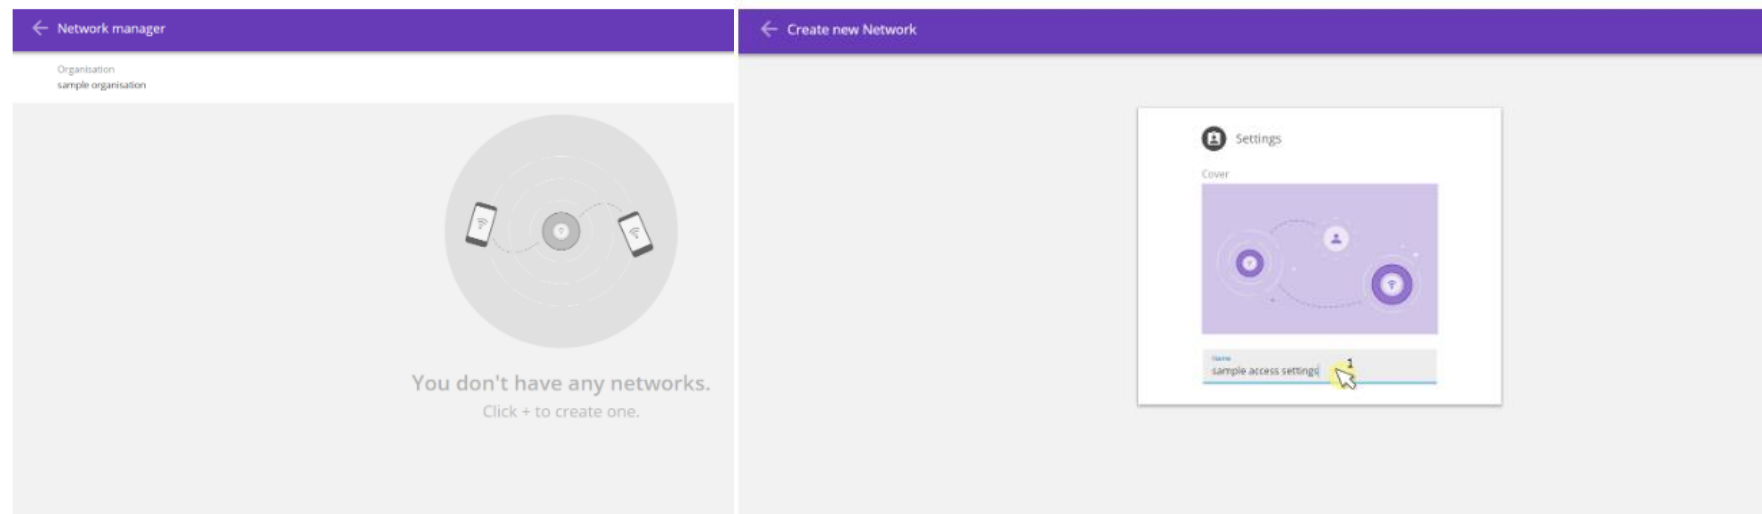 Network manager
Organisation
sample organisation
You don't have any networks.
Click + to create one.
Create new Network
Settings
Cover
Name
sample access settings
1